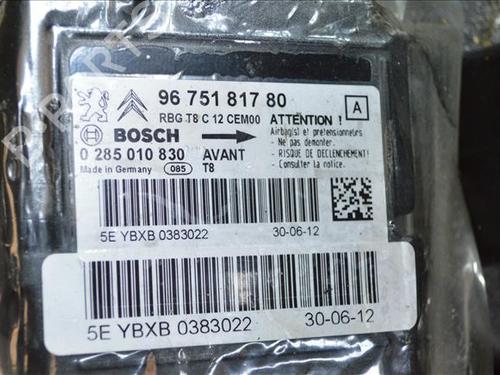 96 751 817 80
RBG T8 C 12 CEM00 ATTENTION ! A
BOSCH Airbag(s) et pretensionneurs
- Ne pas demonter.
0 285 010 830 AVANT - RISQUE DE DECLENCHEMENT!
Made in Germany 085 T8 - Consulter la notice.
5E YBXB 0383022 30-06-12
5E YBXB 0383022 30-06-12